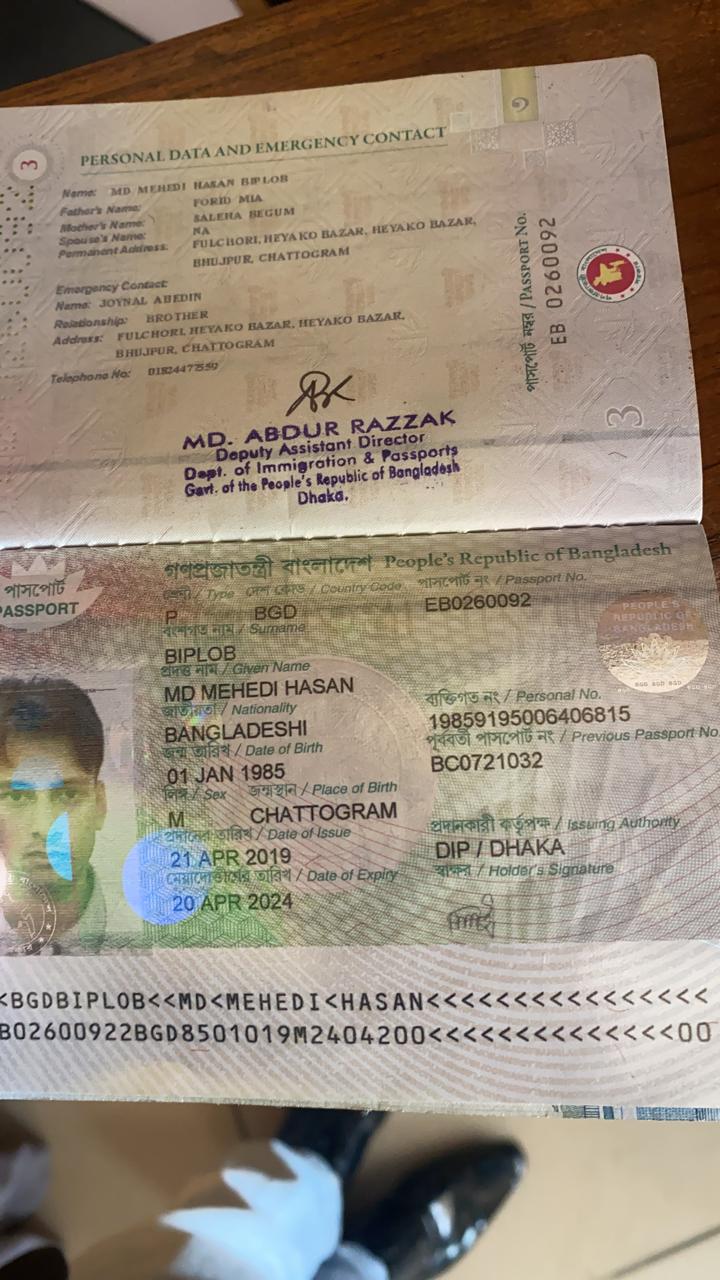 3
PERSONAL DATA AND EMERGENCY CONTACT
Name: MD MEHEDI HASAN BIPLOB
Father's Name: FORID MIA
Mother's Name: SALEHA BEGUM
Spouse's Name: NA
Permanent Address: FULCHORI, HEYAKO BAZAR, HEYAKO BAZAR,
BHUJPUR, CHATTOGRAM
Emergency Contact:
Name: JOYNAL ABEDIN
Relationship: BROTHER
Address: FULCHORI, HEYAKO BAZAR, HEYAKO BAZAR,
BHUJPUR, CHATTOGRAM
Telephone No:
MD. ABDUR RAZZAK
Deputy Assistant Director
Dept. of Immigration & Passports
Govt. of the People's Republic of Bangladesh
Dhaka.
পাসপোর্ট নম্বর / PASSPORT No.
EB 0260092
3
গণপ্রজাতন্ত্রী বাংলাদেশ People's Republic of Bangladesh
পাসপোর্ট
PASSPORT
শ্রেণী / Type দেশ কোড / Country Code পাসপোর্ট নং / Passport No.
P BGD EB0260092
বংশগত নাম / Surname
BIPLOB
প্রদত্ত নাম / Given Name
MD MEHEDI HASAN
জাতীয়তা / Nationality ব্যক্তিগত নং / Personal No.
BANGLADESHI 19859195006406815
জন্ম তারিখ / Date of Birth পূর্ববর্তী পাসপোর্ট নং / Previous Passport No.
01 JAN 1985 BC0721032
লিঙ্গ / Sex জন্মস্থান / Place of Birth
M CHATTOGRAM
প্রদানের তারিখ / Date of Issue প্রদানকারী কর্তৃপক্ষ / Issuing Authority
21 APR 2019 DIP / DHAKA
মেয়াদোত্তীর্ণের তারিখ / Date of Expiry স্বাক্ষর / Holder's Signature
20 APR 2024
PEOPLE'S
REPUBLIC OF
BANGLADESH
BGD BGD BGD
<BGDBIPLOB<<MD<MEHEDI<HASAN<<<<<<<<<<<<<<<<<
B02600922BGD8501019M2404200<<<<<<<<<<<<<<<00